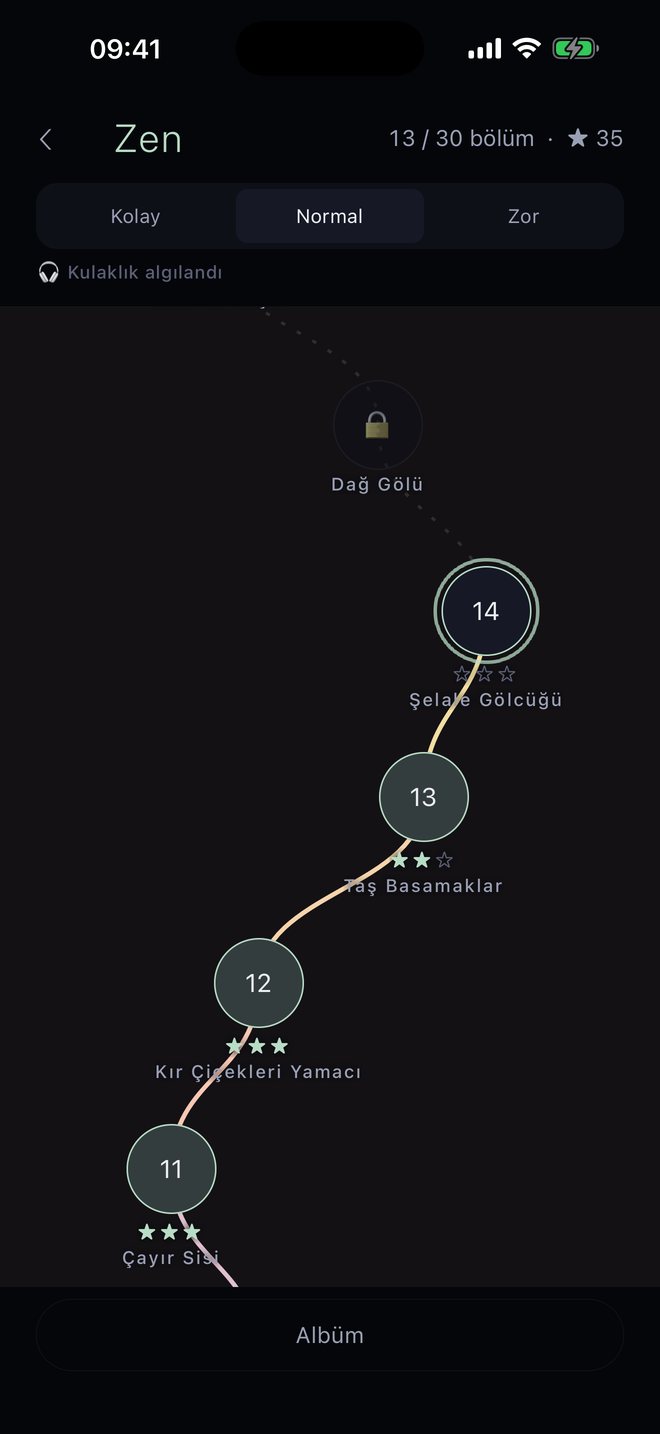 09:41
Zen
13 / 30 bölüm · ★ 35
Kolay
Normal
Zor
Kulaklık algılandı
Dağ Gölü
14
Şelale Gölcüğü
13
Taş Basamaklar
12
Kır Çiçekleri Yamacı
11
Çayır Sisi
Albüm